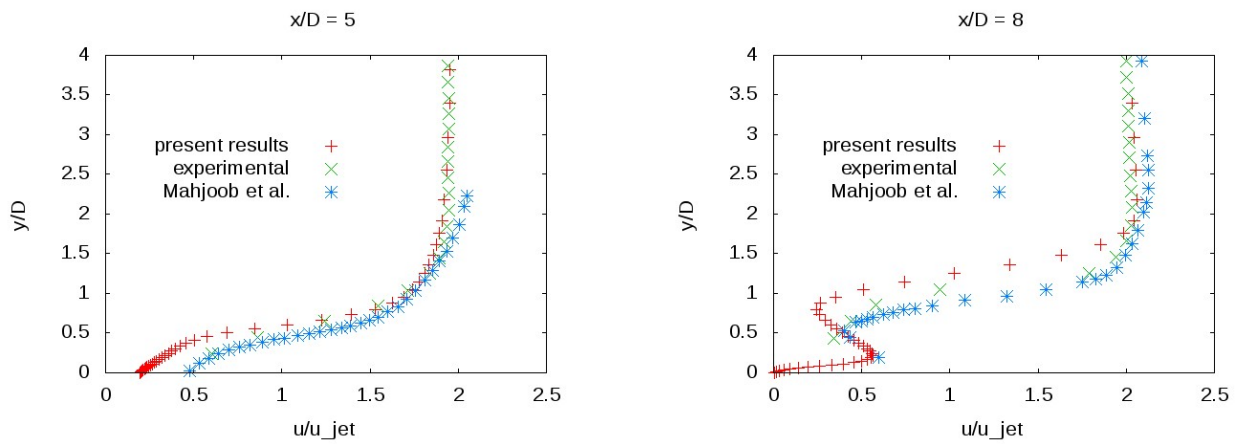 x/D = 5
4
3.5
3
2.5
2
1.5
1
0.5
0
y/D
present results
experimental
Mahjoob et al.
0 0.5 1 1.5 2 2.5
u/u_jet
x/D = 8
4
3.5
3
2.5
2
1.5
1
0.5
0
y/D
present results
experimental
Mahjoob et al.
0 0.5 1 1.5 2 2.5
u/u_jet